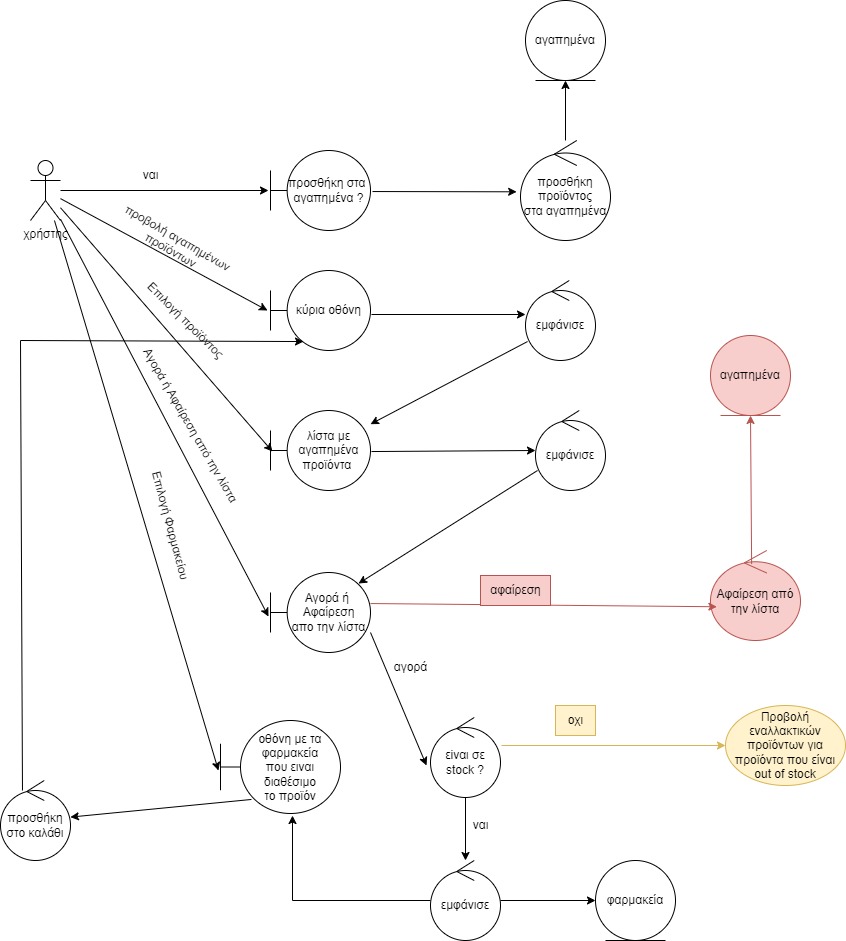 αγαπημένα
ναι
προσθήκη στα
αγαπημένα ?
προσθήκη
προϊόντος
στα αγαπημένα
χρήστης
προβολή αγαπημένων
προϊόντων
Επιλογή προϊόντος
κύρια οθόνη
εμφάνισε
Αγορά ή Αφαίρεση από την λίστα
αγαπημένα
λίστα με
αγαπημένα
προϊόντα
εμφάνισε
Επιλογή Φαρμακείου
Αγορά ή
Αφαίρεση
απο την λίστα
αφαίρεση
Αφαίρεση από
την λίστα
αγορά
οθόνη με τα
φαρμακεία
που ειναι
διαθέσιμο
το προϊόν
είναι σε
stock ?
οχι
Προβολή
εναλλακτικών
προϊόντων για
προϊόντα που είναι
out of stock
προσθήκη
στο καλάθι
ναι
εμφάνισε
φαρμακεία